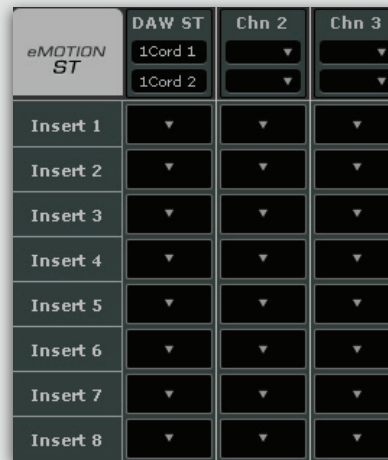 eMOTION
ST
DAW ST
Chn 2
Chn 3
1Cord 1
1Cord 2
Insert 1
Insert 2
Insert 3
Insert 4
Insert 5
Insert 6
Insert 7
Insert 8